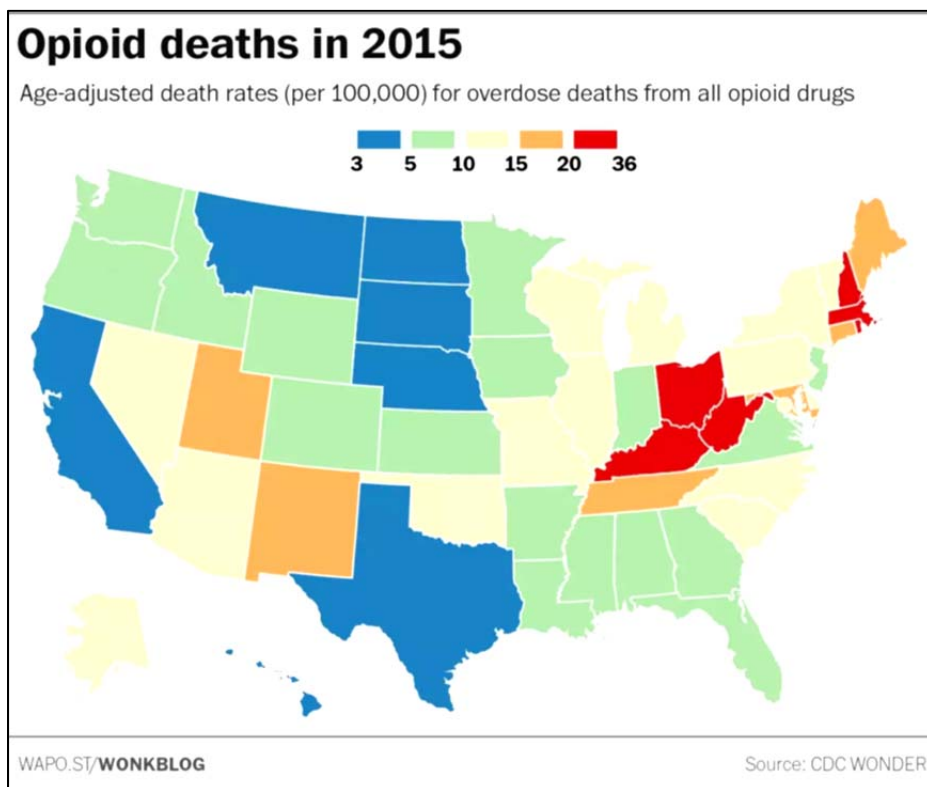 Opioid deaths in 2015
Age-adjusted death rates (per 100,000) for overdose deaths from all opioid drugs
3 5 10 15 20 36
WAPO.ST/WONKBLOG
Source: CDC WONDER